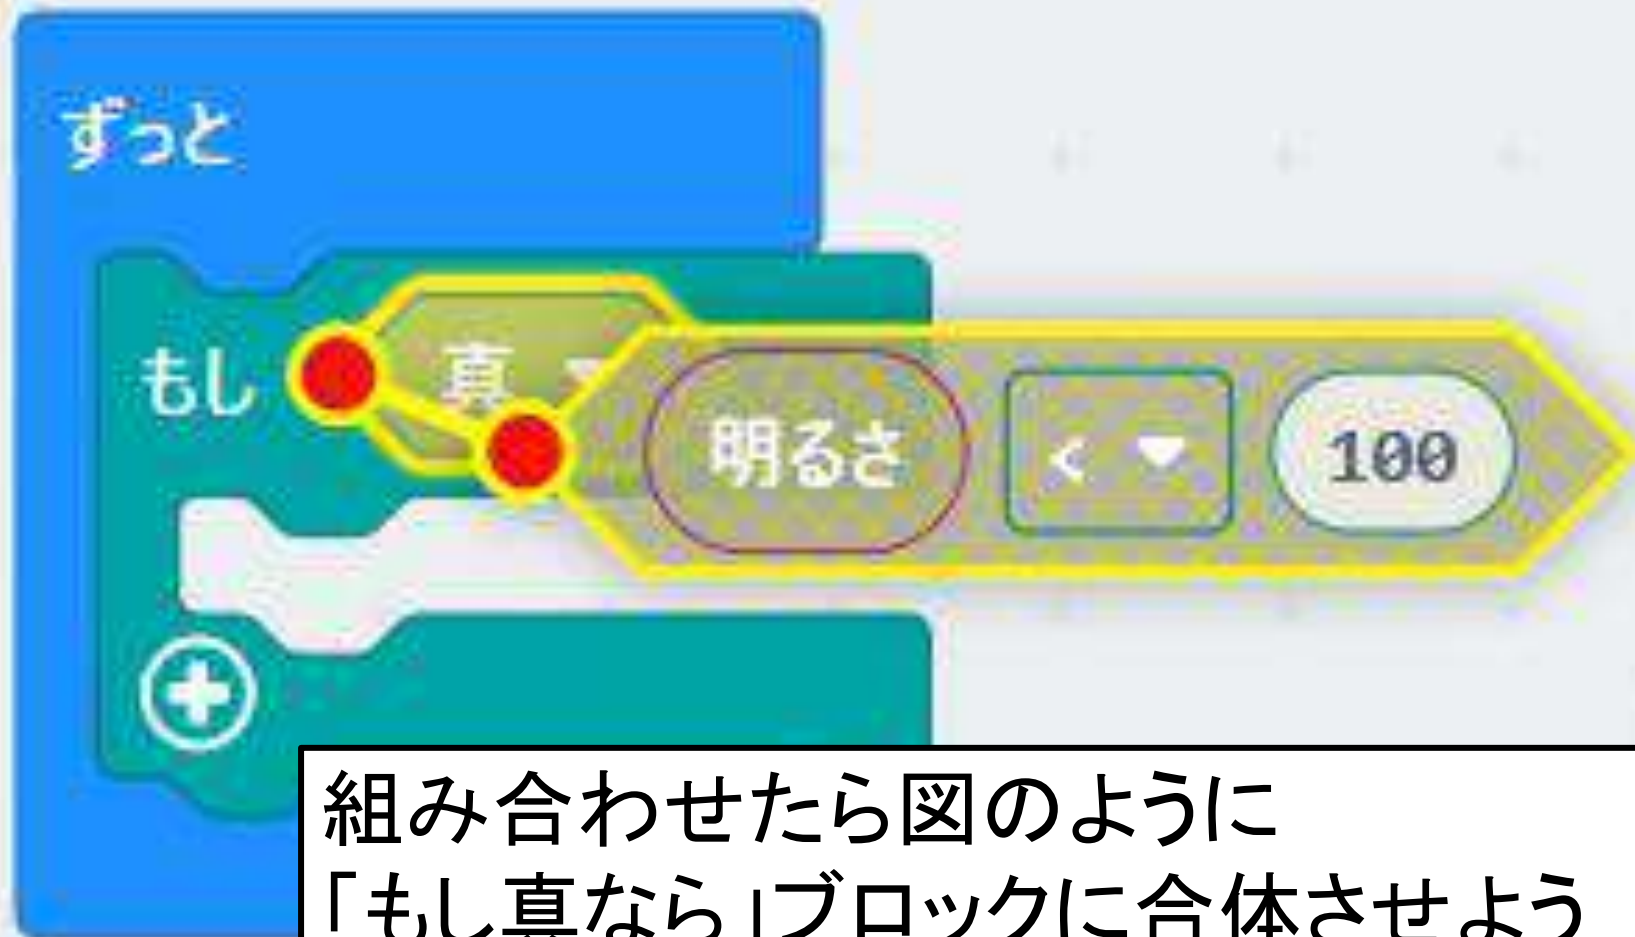 ずっと
もし 真 明るさ < 100
組み合わせたら図のように
「もし真なら」ブロックに合体させよう